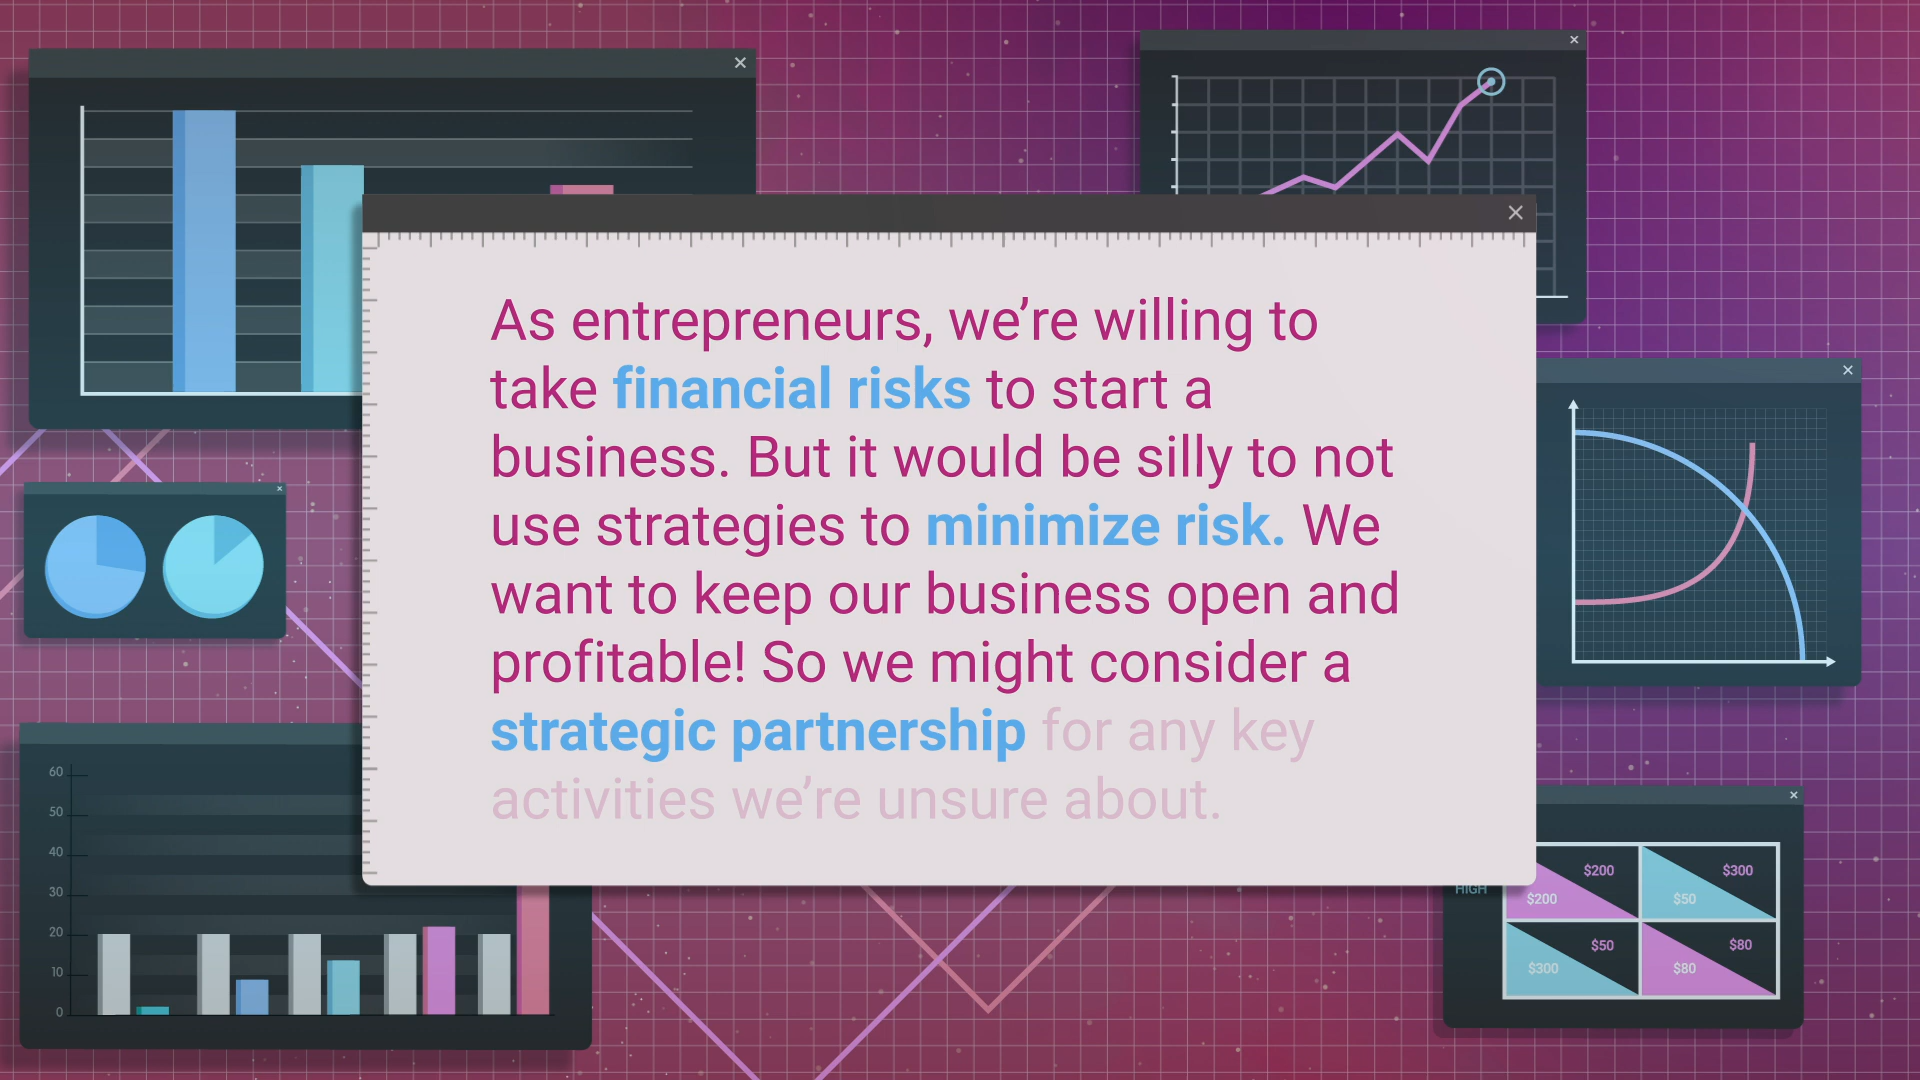 As entrepreneurs, we’re willing to
take financial risks to start a
business. But it would be silly to not
use strategies to minimize risk. We
want to keep our business open and
profitable! So we might consider a
strategic partnership for any key
activities we’re unsure about.
60
50
40
30
20
10
0
HIGH
$200 $300
$200 $50
$50 $80
$300 $80